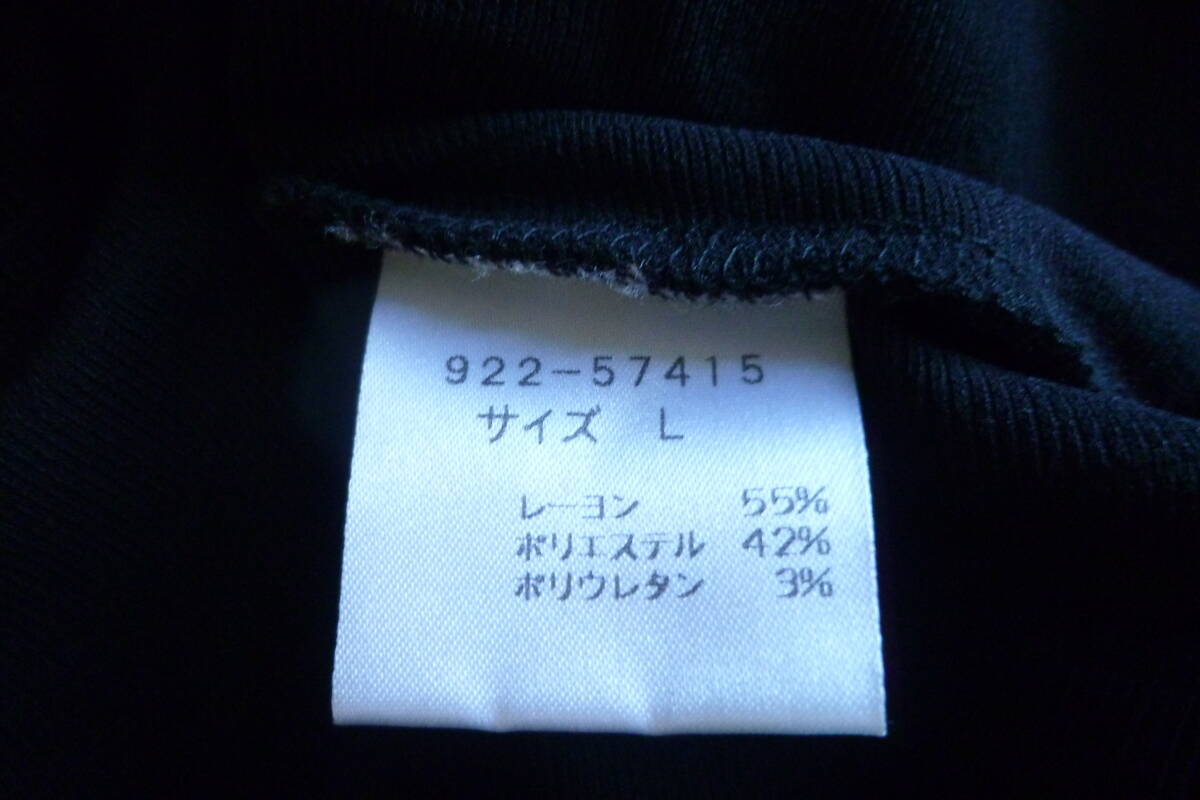 922-57415
サイズ L
レーヨン 55%
ポリエステル 42%
ポリウレタン 3%